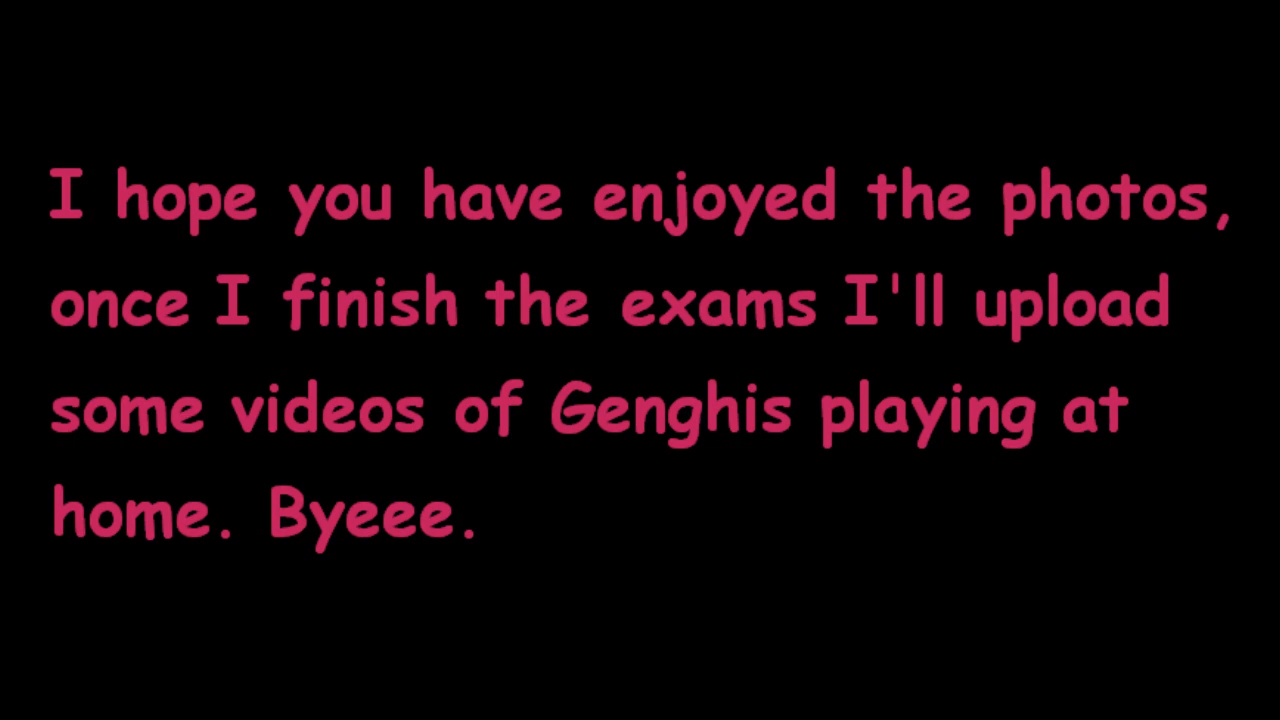 I hope you have enjoyed the photos,
once I finish the exams I'll upload
some videos of Genghis playing at
home. Byeee.